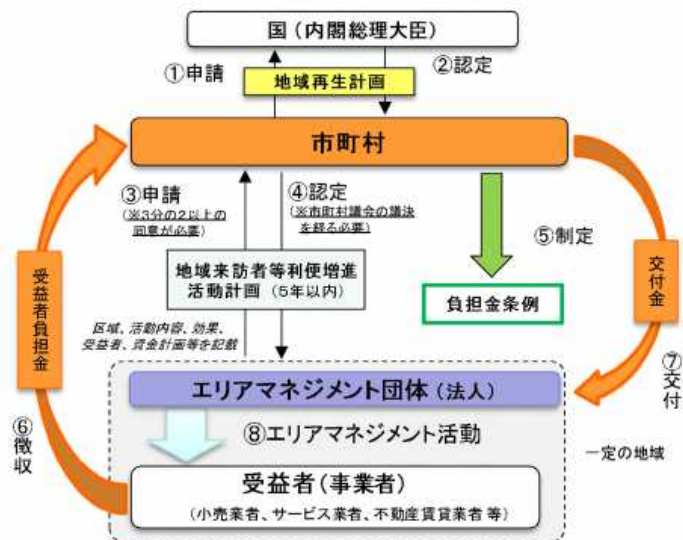 国（内閣総理大臣）
①申請
②認定
地域再生計画
市町村
③申請
（※3分の2以上の
同意が必要）
④認定
（※市町村議会の議決
を経る必要）
⑤制定
地域来訪者等利便増進
活動計画（5年以内）
負担金条例
受益者負担金
交付金
区域、活動内容、効果、
受益者、資金計画等を記載
⑦交付
エリアマネジメント団体（法人）
⑧エリアマネジメント活動
⑥徴収
一定の地域
受益者（事業者）
（小売業者、サービス業者、不動産賃貸業者 等）